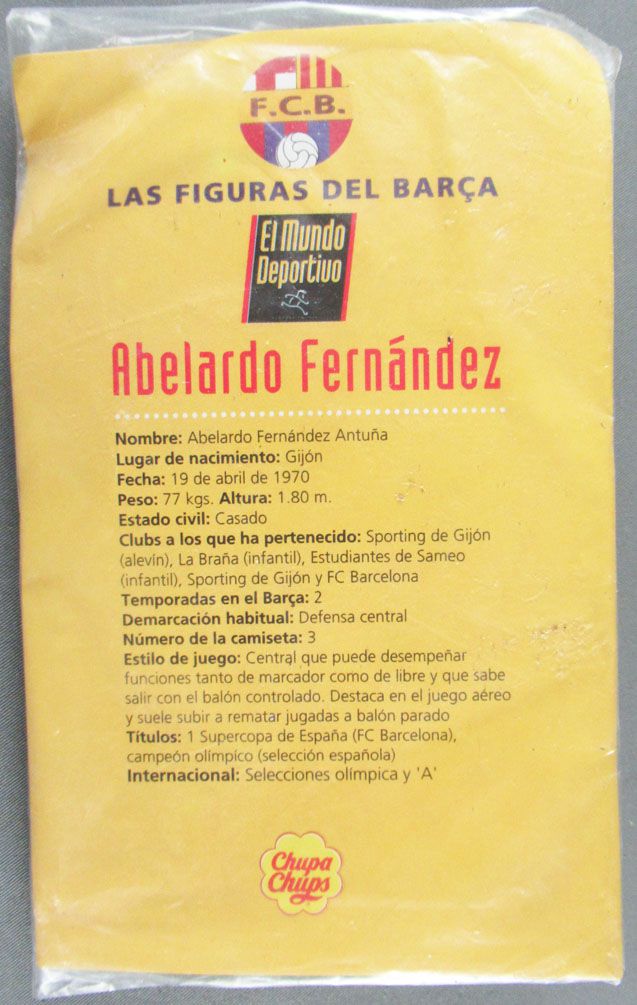 F.C.B.
LAS FIGURAS DEL BARÇA
El Mundo
Deportivo
Abelardo Fernández
Nombre: Abelardo Fernández Antuña
Lugar de nacimiento: Gijón
Fecha: 19 de abril de 1970
Peso: 77 kgs. Altura: 1.80 m.
Estado civil: Casado
Clubs a los que ha pertenecido: Sporting de Gijón
(alevín), La Braña (infantil), Estudiantes de Sameo
(infantil), Sporting de Gijón y FC Barcelona
Temporadas en el Barça: 2
Demarcación habitual: Defensa central
Número de la camiseta: 3
Estilo de juego: Central que puede desempeñar
funciones tanto de marcador como de libre y que sabe
salir con el balón controlado. Destaca en el juego aéreo
y suele subir a rematar jugadas a balón parado
Títulos: 1 Supercopa de España (FC Barcelona),
campeón olímpíco (selección española)
Internacional: Selecciones olímpica y 'A'
Chupa
Chups